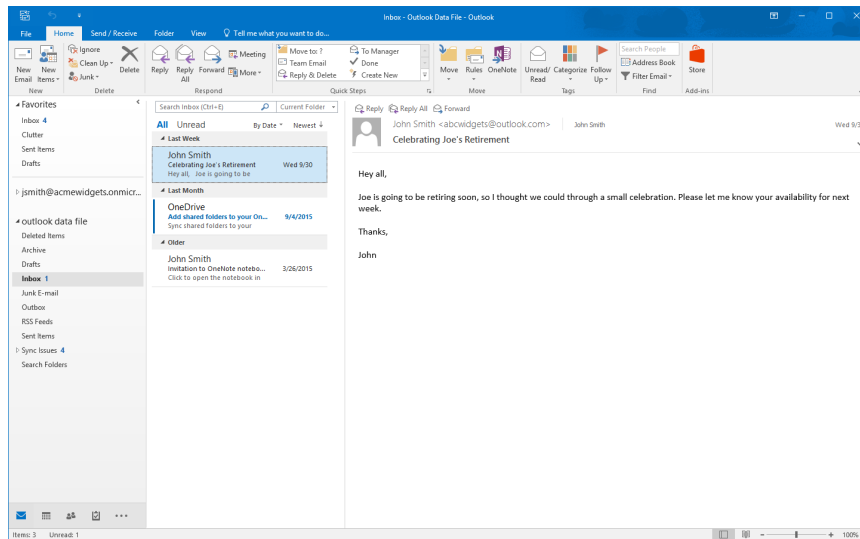 Inbox - Outlook Data File - Outlook
File Home Send / Receive Folder View Tell me what you want to do...
New Email
New Items
Ignore
Clean Up
Junk
Delete
Reply
Reply All
Forward
Meeting
More
Move to: ?
Team Email
Reply & Delete
To Manager
Done
Create New
Move
Rules
OneNote
Unread/ Read
Categorize
Follow Up
Search People
Address Book
Filter Email
Store
New Delete Respond Quick Steps Move Tags Find Add-ins
Favorites
Inbox 4
Clutter
Sent Items
Drafts
jsmith@acmewidgets.onmicr...
outlook data file
Deleted Items
Archive
Drafts
Inbox 1
Junk E-mail
Outbox
RSS Feeds
Sent Items
Sync Issues 4
Search Folders
Search Inbox (Ctrl+E) Current Folder
All Unread By Date Newest
Last Week
John Smith
Celebrating Joe's Retirement Wed 9/30
Hey all, Joe is going to be
Last Month
OneDrive
Add shared folders to your On... 9/4/2015
Sync shared folders to your
Older
John Smith
Invitation to OneNote notebo... 3/26/2015
Click to open the notebook in
Reply Reply All Forward
John Smith <abcwidgets@outlook.com> John Smith Wed 9/3
Celebrating Joe's Retirement
Hey all,
Joe is going to be retiring soon, so I thought we could through a small celebration. Please let me know your availability for next
week.
Thanks,
John
Items: 3 Unread: 1 100%